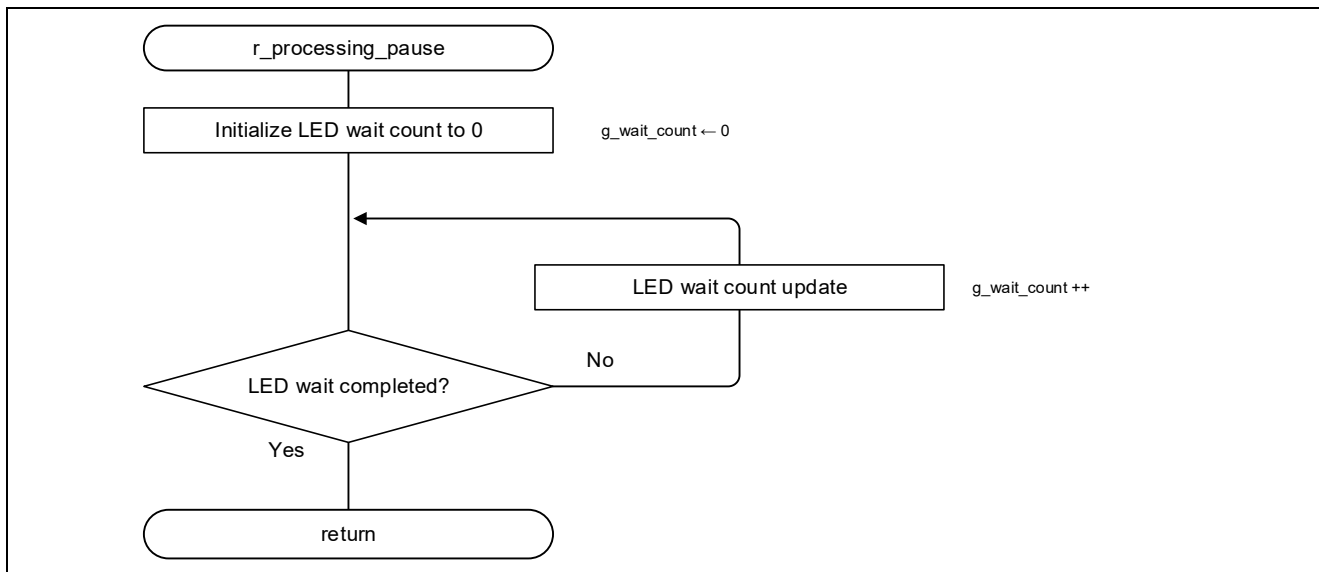 r_processing_pause
Initialize LED wait count to 0
g_wait_count ← 0
LED wait count update
g_wait_count ++
No
LED wait completed?
Yes
return